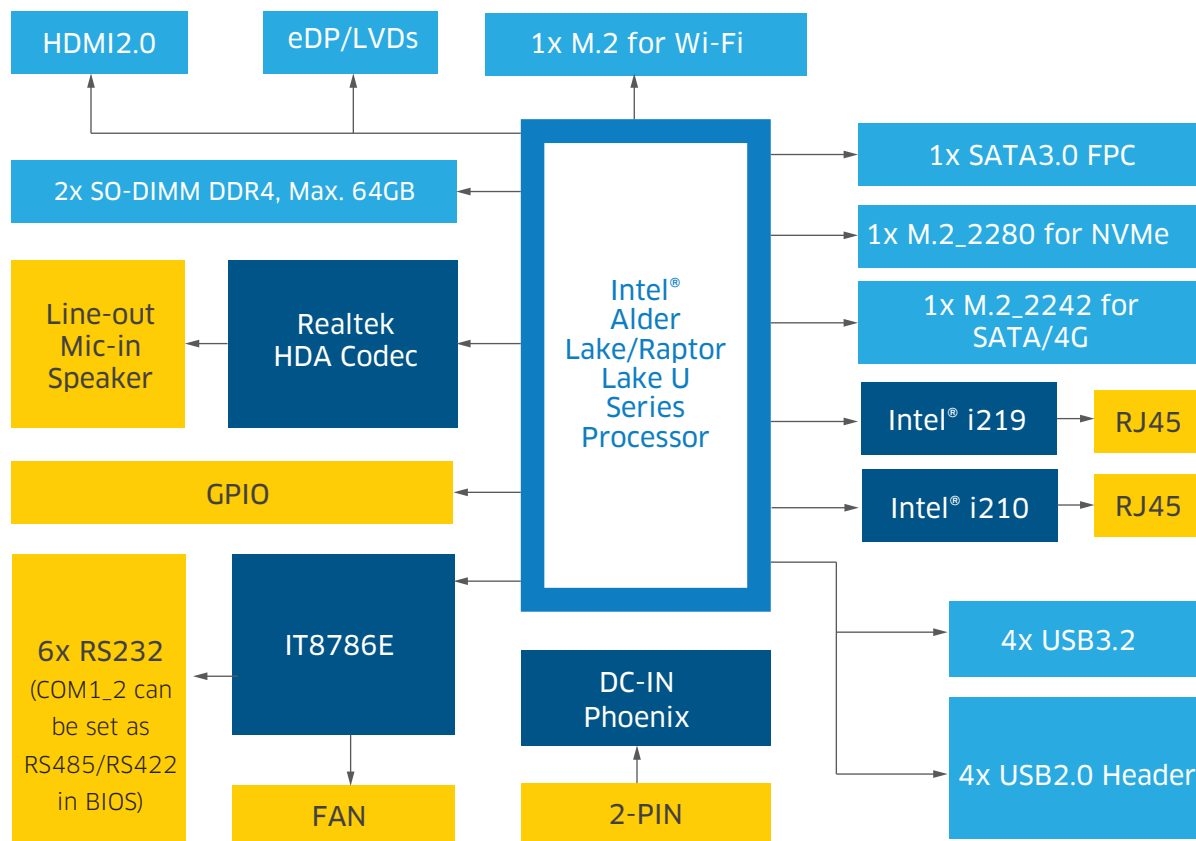 HDMI2.0
eDP/LVDs
1x M.2 for Wi-Fi
2x SO-DIMM DDR4, Max. 64GB
1x SATA3.0 FPC
1x M.2_2280 for NVMe
Line-out
Mic-in
Speaker
Realtek
HDA Codec
Intel®
Alder
Lake/Raptor
Lake U
Series
Processor
1x M.2_2242 for
SATA/4G
Intel® i219
RJ45
GPIO
Intel® i210
RJ45
6x RS232
(COM1_2 can
be set as
RS485/RS422
in BIOS)
IT8786E
FAN
DC-IN
Phoenix
2-PIN
4x USB3.2
4x USB2.0 Header